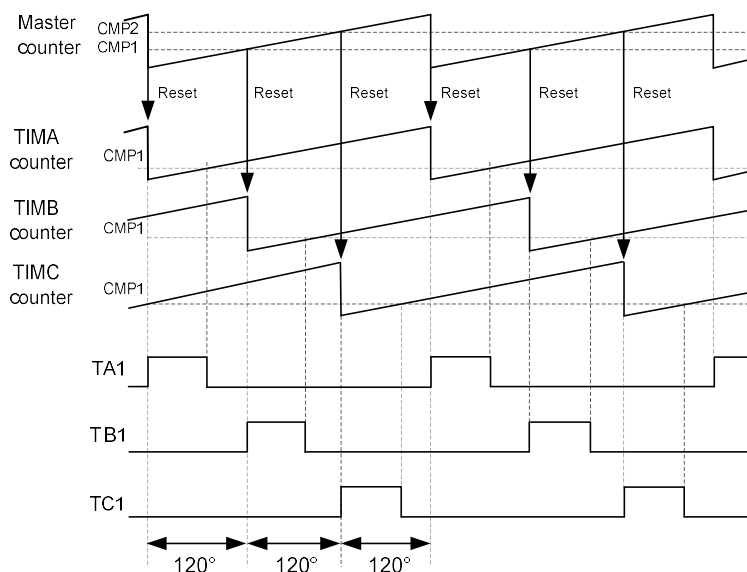 Master
counter
CMP2
CMP1
Reset Reset Reset Reset Reset Reset
TIMA
counter
CMP1
TIMB
counter
CMP1
TIMC
counter
CMP1
TA1
TB1
TC1
120° 120° 120°